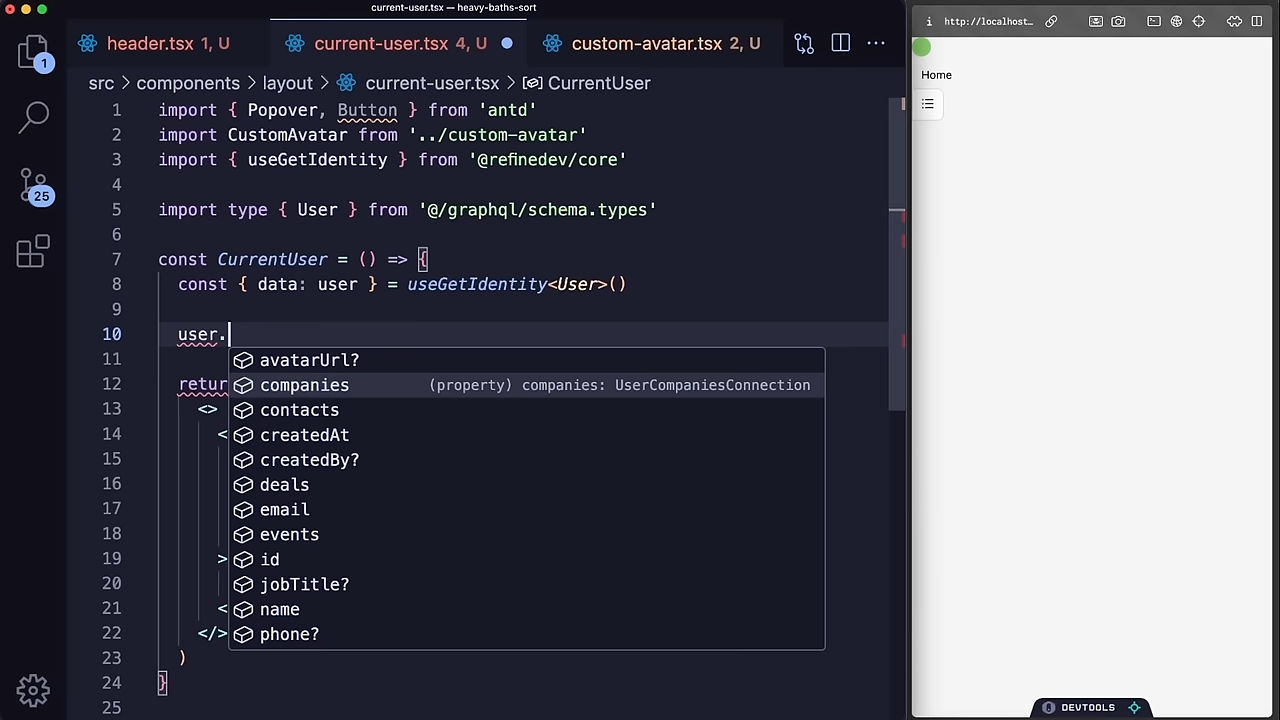 current-user.tsx — heavy-baths-sort
header.tsx 1, U
current-user.tsx 4, U
custom-avatar.tsx 2, U
src > components > layout > current-user.tsx > CurrentUser
1 import { Popover, Button } from 'antd'
2 import CustomAvatar from '../custom-avatar'
3 import { useGetIdentity } from '@refinedev/core'
4
5 import type { User } from '@/graphql/schema.types'
6
7 const CurrentUser = () => {
8 const { data: user } = useGetIdentity<User>()
9
10 user.
11 avatarUrl?
12 retur companies (property) companies: UserCompaniesConnection
13 <> contacts
14 < createdAt
15 createdBy?
16 deals
17 email
18 events
19 > id
20 jobTitle?
21 < name
22 </> phone?
23 )
24 }
25
1
25
http://localhost…
Home
DEVTOOLS